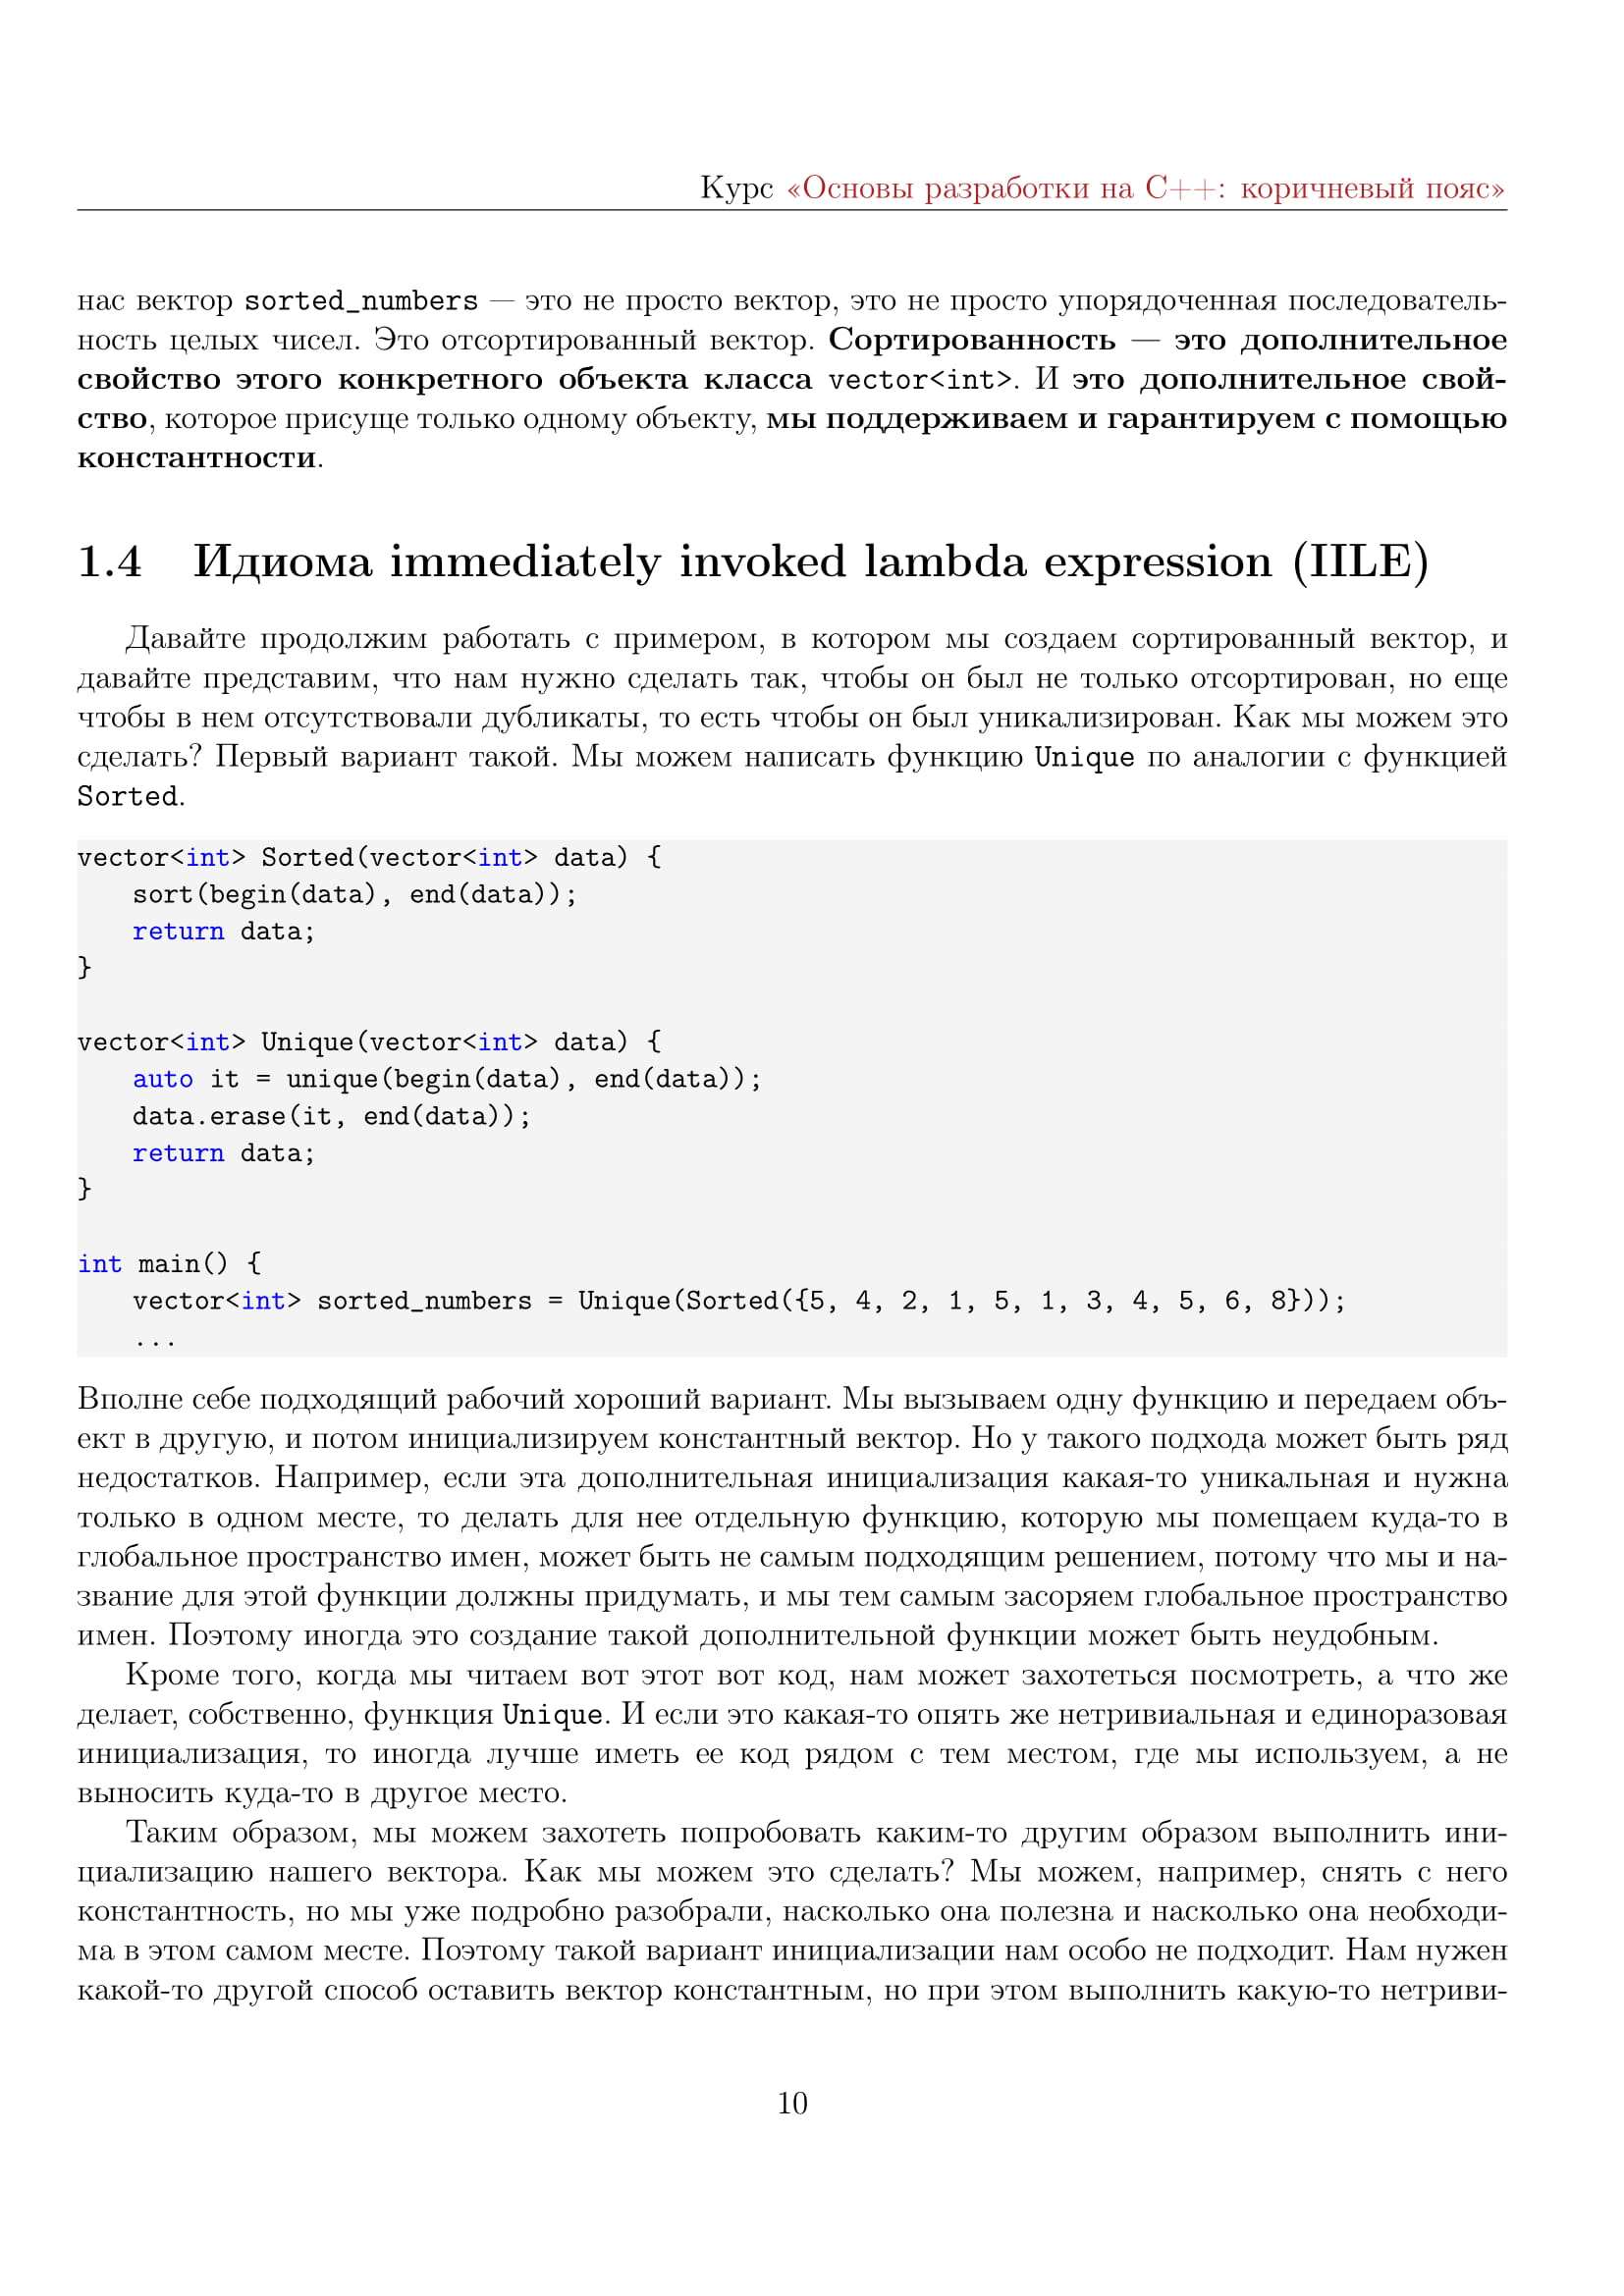 Курс «Основы разработки на C++: коричневый пояс»
нас вектор sorted_numbers — это не просто вектор, это не просто упорядоченная последователь-
ность целых чисел. Это отсортированный вектор. Сортированность — это дополнительное
свойство этого конкретного объекта класса vector<int>. И это дополнительное свой-
ство, которое присуще только одному объекту, мы поддерживаем и гарантируем с помощью
константности.
1.4 Идиома immediately invoked lambda expression (IILE)
Давайте продолжим работать с примером, в котором мы создаем сортированный вектор, и
давайте представим, что нам нужно сделать так, чтобы он был не только отсортирован, но еще
чтобы в нем отсутствовали дубликаты, то есть чтобы он был уникализирован. Как мы можем это
сделать? Первый вариант такой. Мы можем написать функцию Unique по аналогии с функцией
Sorted.
vector<int> Sorted(vector<int> data) {
    sort(begin(data), end(data));
    return data;
}

vector<int> Unique(vector<int> data) {
    auto it = unique(begin(data), end(data));
    data.erase(it, end(data));
    return data;
}

int main() {
    vector<int> sorted_numbers = Unique(Sorted({5, 4, 2, 1, 5, 1, 3, 4, 5, 6, 8}));
    ...
Вполне себе подходящий рабочий хороший вариант. Мы вызываем одну функцию и передаем объ-
ект в другую, и потом инициализируем константный вектор. Но у такого подхода может быть ряд
недостатков. Например, если эта дополнительная инициализация какая-то уникальная и нужна
только в одном месте, то делать для нее отдельную функцию, которую мы помещаем куда-то в
глобальное пространство имен, может быть не самым подходящим решением, потому что мы и на-
звание для этой функции должны придумать, и мы тем самым засоряем глобальное пространство
имен. Поэтому иногда это создание такой дополнительной функции может быть неудобным.
Кроме того, когда мы читаем вот этот вот код, нам может захотеться посмотреть, а что же
делает, собственно, функция Unique. И если это какая-то опять же нетривиальная и единоразовая
инициализация, то иногда лучше иметь ее код рядом с тем местом, где мы используем, а не
выносить куда-то в другое место.
Таким образом, мы можем захотеть попробовать каким-то другим образом выполнить ини-
циализацию нашего вектора. Как мы можем это сделать? Мы можем, например, снять с него
константность, но мы уже подробно разобрали, насколько она полезна и насколько она необходи-
ма в этом самом месте. Поэтому такой вариант инициализации нам особо не подходит. Нам нужен
какой-то другой способ оставить вектор константным, но при этом выполнить какую-то нетриви-
10